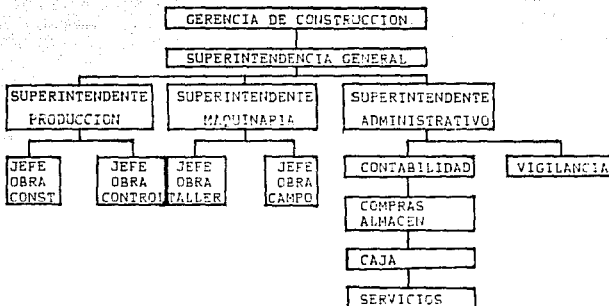 GERENCIA DE CONSTRUCCION
SUPERINTENDENCIA GENERAL
SUPERINTENDENTE
PRODUCCION
SUPERINTENDENTE
MAQUINARIA
SUPERINTENDENTE
ADMINISTRATIVO
JEFE
OBRA
CONST
JEFE
OBRA
CONTROL
JEFE
OBRA
TALLER
JEFE
OBRA
CAMPO
CONTABILIDAD
VIGILANCIA
COMPRAS
ALMACEN
CAJA
SERVICIOS